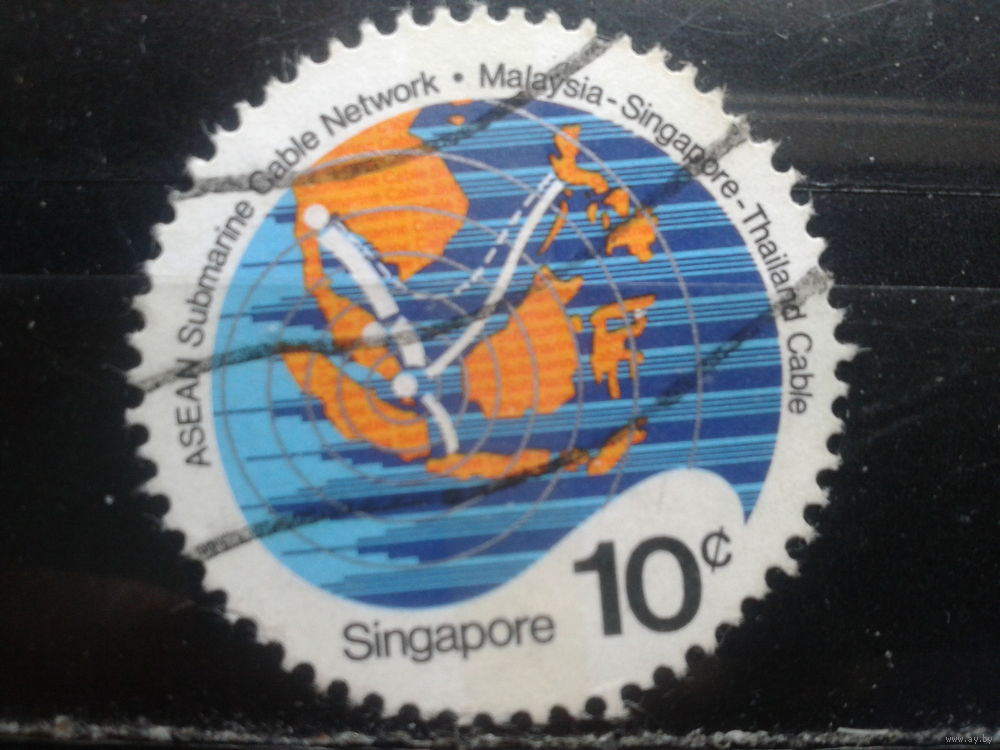 ASEAN Submarine Cable Network • Malaysia-Singapore-Thailand Cable
Singapore
10¢
www.ay.by